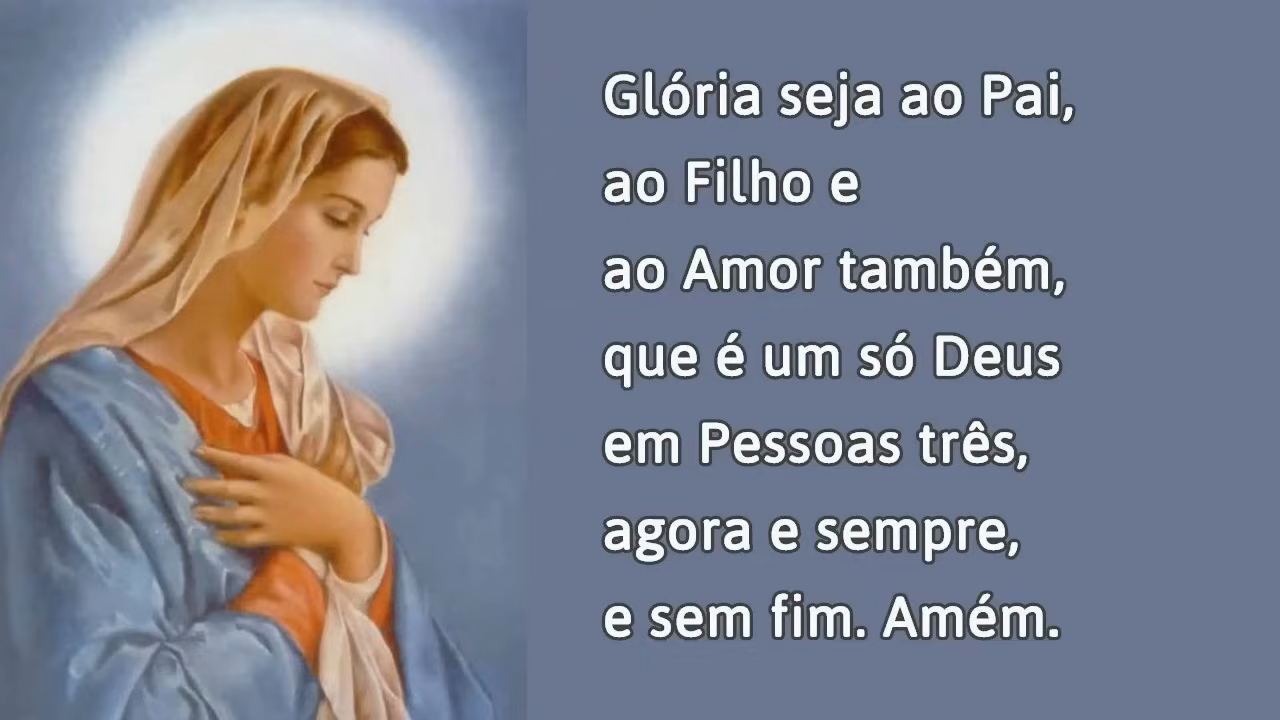 Glória seja ao Pai,
ao Filho e
ao Amor também,
que é um só Deus
em Pessoas três,
agora e sempre,
e sem fim. Amém.